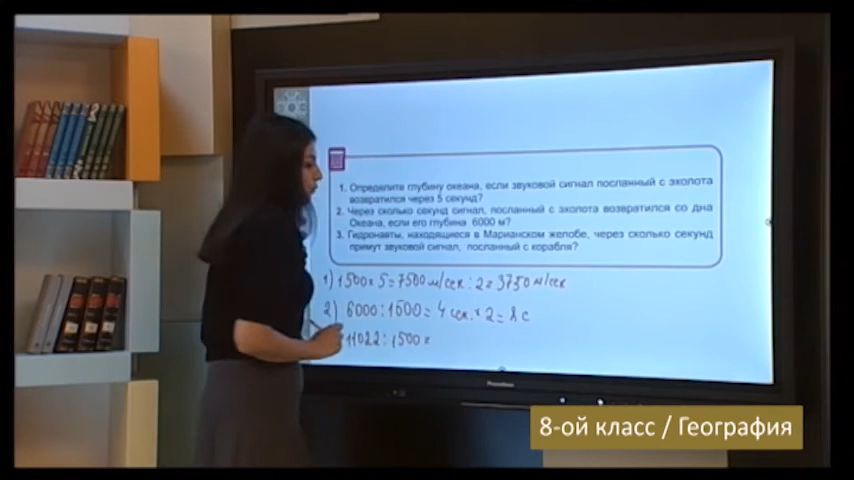 1. Определите глубину океана, если звуковой сигнал посланный с эхолота
возвратился через 5 секунд?
2. Через сколько секунд сигнал, посланный с эхолота возвратился со дна
Океана, если его глубина 6000 м?
3. Гидронавты, находящиеся в Марианском желобе, через сколько секунд
примут звуковой сигнал, посланный с корабля?
1) 1500 × 5 = 7500 м/сек : 2 = 3750 м/сек
2) 6000 : 1500 = 4 сек. × 2 = 8 с
11022 : 1500 =
8-ой класс / География